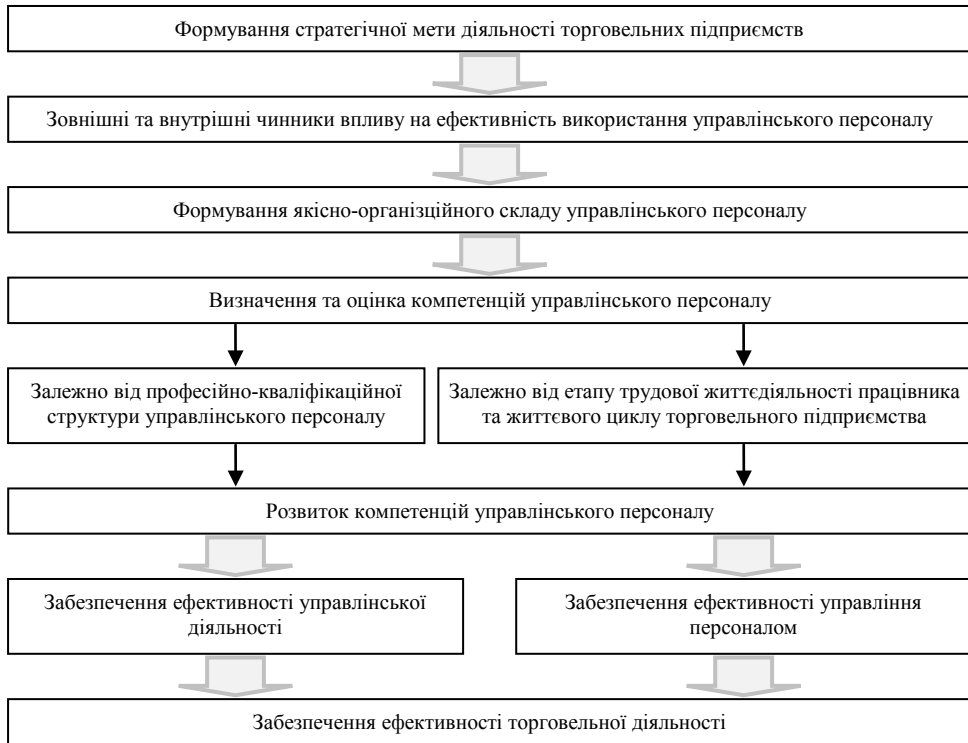 Формування стратегічної мети діяльності торговельних підприємств
Зовнішні та внутрішні чинники впливу на ефективність використання управлінського персоналу
Формування якісно-організційного складу управлінського персоналу
Визначення та оцінка компетенцій управлінського персоналу
Залежно від професійно-кваліфікаційної
структури управлінського персоналу
Залежно від етапу трудової життєдіяльності працівника
та життєвого циклу торговельного підприємства
Розвиток компетенцій управлінського персоналу
Забезпечення ефективності управлінської
діяльності
Забезпечення ефективності управління
персоналом
Забезпечення ефективності торговельної діяльності